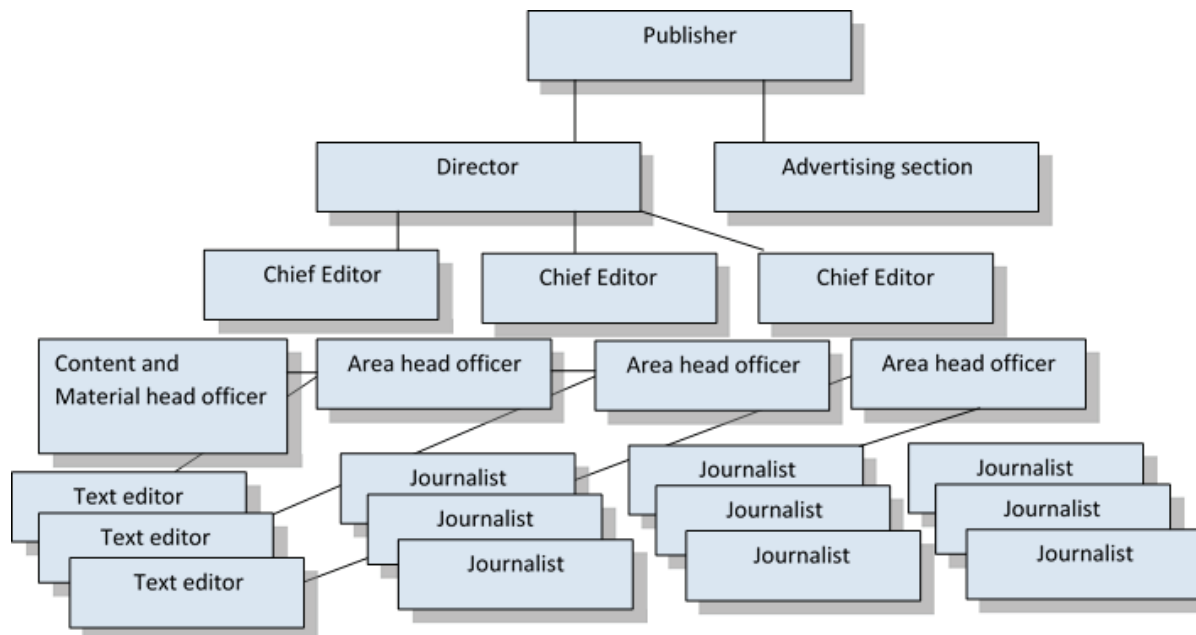 Publisher
Director
Advertising section
Chief Editor
Chief Editor
Chief Editor
Content and
Material head officer
Area head officer
Area head officer
Area head officer
Text editor
Text editor
Text editor
Journalist
Journalist
Journalist
Journalist
Journalist
Journalist
Journalist
Journalist
Journalist